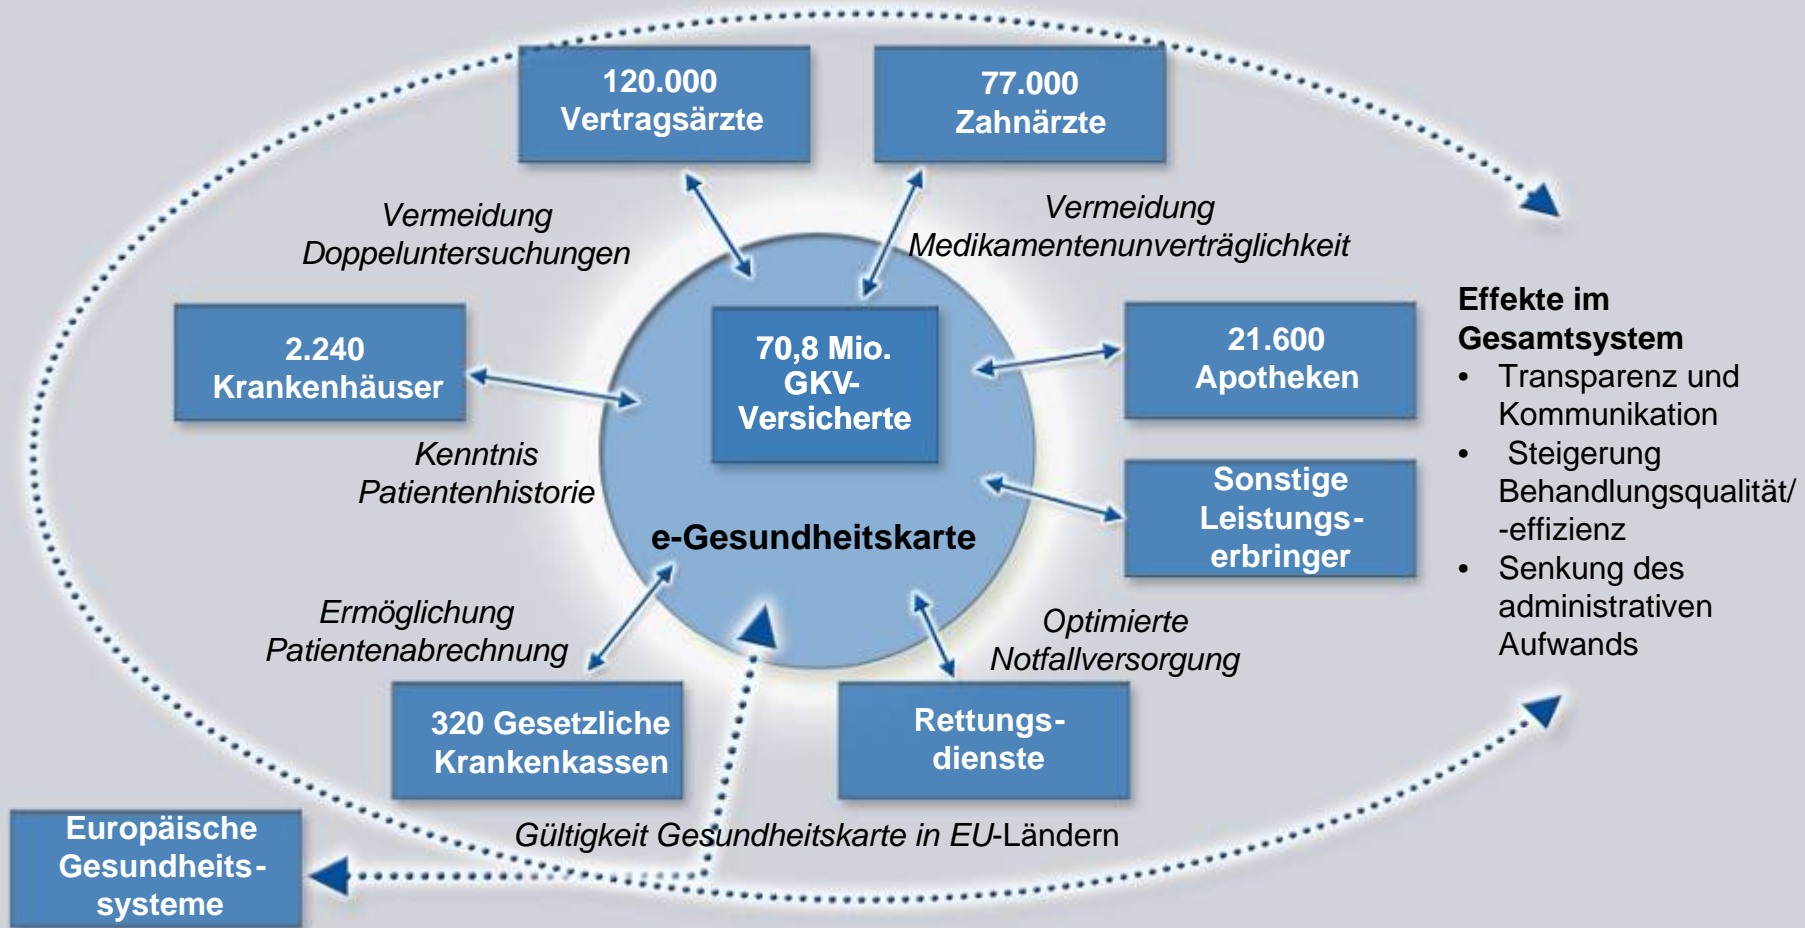 120.000
Vertragsärzte
77.000
Zahnärzte
Vermeidung
Doppeluntersuchungen
Vermeidung
Medikamentenunverträglichkeit
2.240
Krankenhäuser
70,8 Mio.
GKV-
Versicherte
21.600
Apotheken
Kenntnis
Patientenhistorie
e-Gesundheitskarte
Sonstige
Leistungs-
erbringer
Ermöglichung
Patientenabrechnung
Optimierte
Notfallversorgung
320 Gesetzliche
Krankenkassen
Rettungs-
dienste
Gültigkeit Gesundheitskarte in EU-Ländern
Europäische
Gesundheits-
systeme
Effekte im
Gesamtsystem
• Transparenz und
Kommunikation
• Steigerung
Behandlungsqualität/
-effizienz
• Senkung des
administrativen
Aufwands